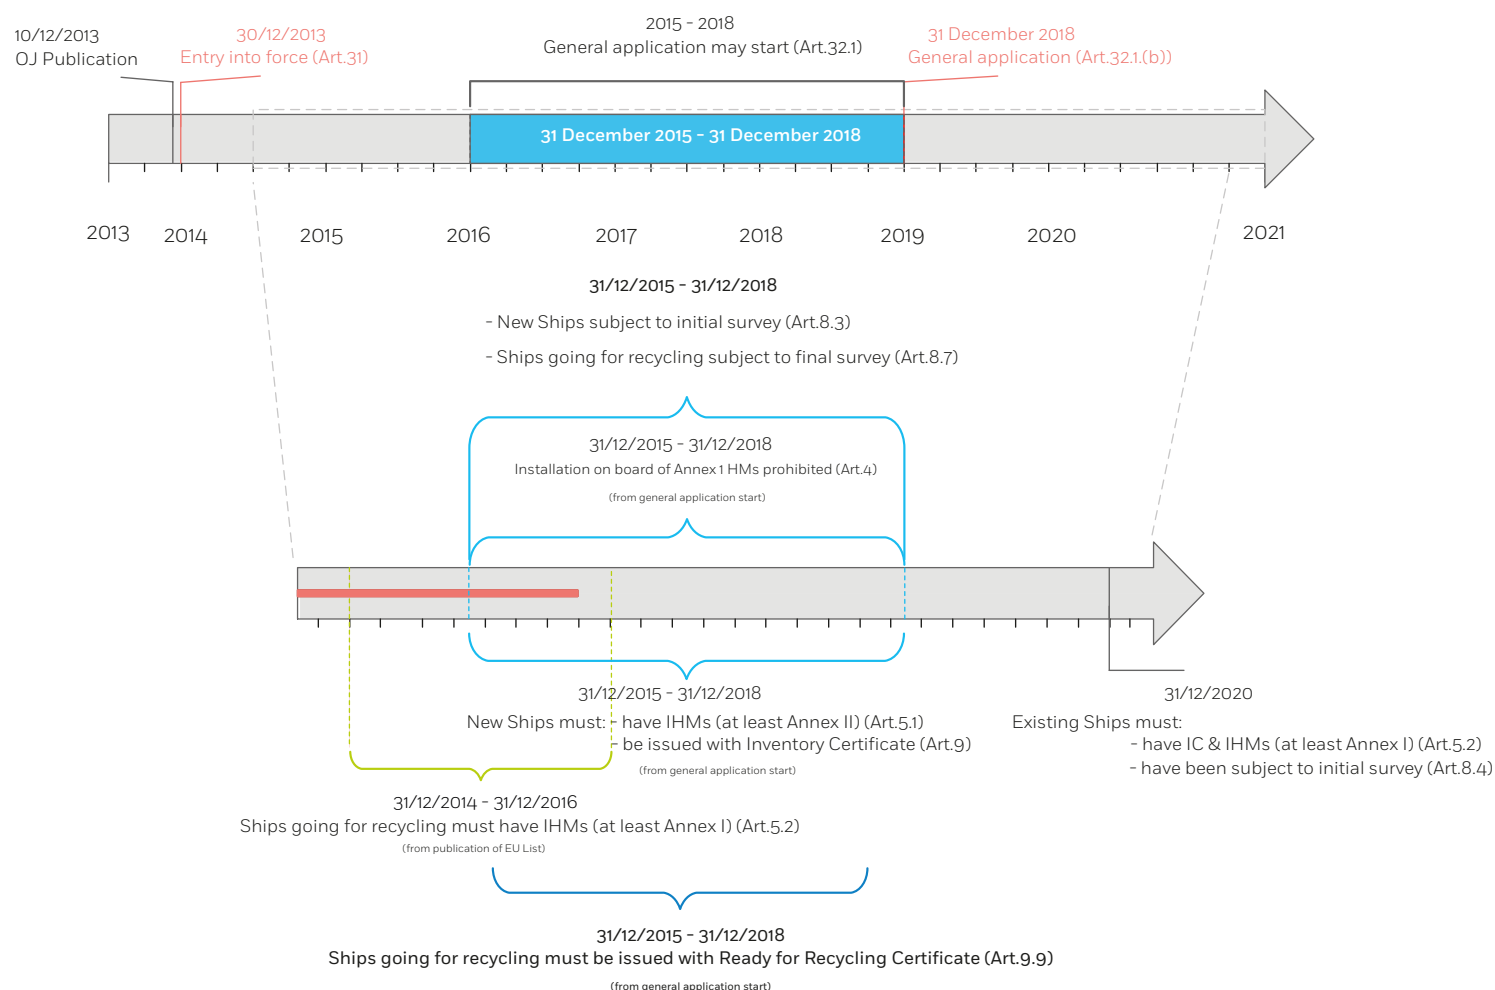 10/12/2013
OJ Publication
30/12/2013
Entry into force (Art.31)
2015 - 2018
General application may start (Art.32.1)
31 December 2018
General application (Art.32.1.(b))
31 December 2015 - 31 December 2018
2013
2014
2015
2016
2017
2018
2019
2020
2021
31/12/2015 - 31/12/2018
- New Ships subject to initial survey (Art.8.3)
- Ships going for recycling subject to final survey (Art.8.7)
31/12/2015 - 31/12/2018
Installation on board of Annex 1 HMs prohibited (Art.4)
(from general application start)
31/12/2015 - 31/12/2018
New Ships must: - have IHMs (at least Annex II) (Art.5.1)
- be issued with Inventory Certificate (Art.9)
(from general application start)
31/12/2020
Existing Ships must:
- have IC & IHMs (at least Annex I) (Art.5.2)
- have been subject to initial survey (Art.8.4)
31/12/2014 - 31/12/2016
Ships going for recycling must have IHMs (at least Annex I) (Art.5.2)
(from publication of EU List)
31/12/2015 - 31/12/2018
Ships going for recycling must be issued with Ready for Recycling Certificate (Art.9.9)
(from general application start)